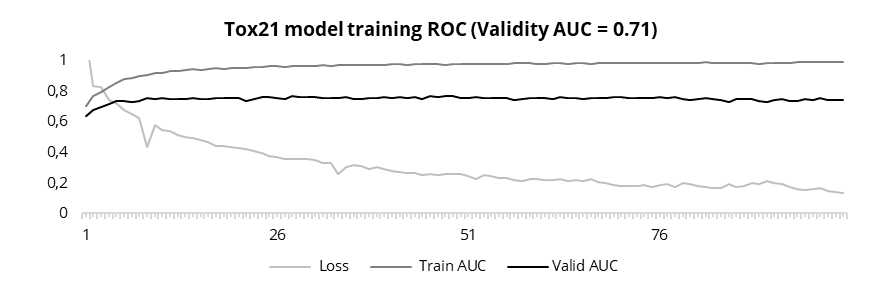 Tox21 model training ROC (Validity AUC = 0.71)
1
0,8
0,6
0,4
0,2
0
1 26 51 76
Loss Train AUC Valid AUC